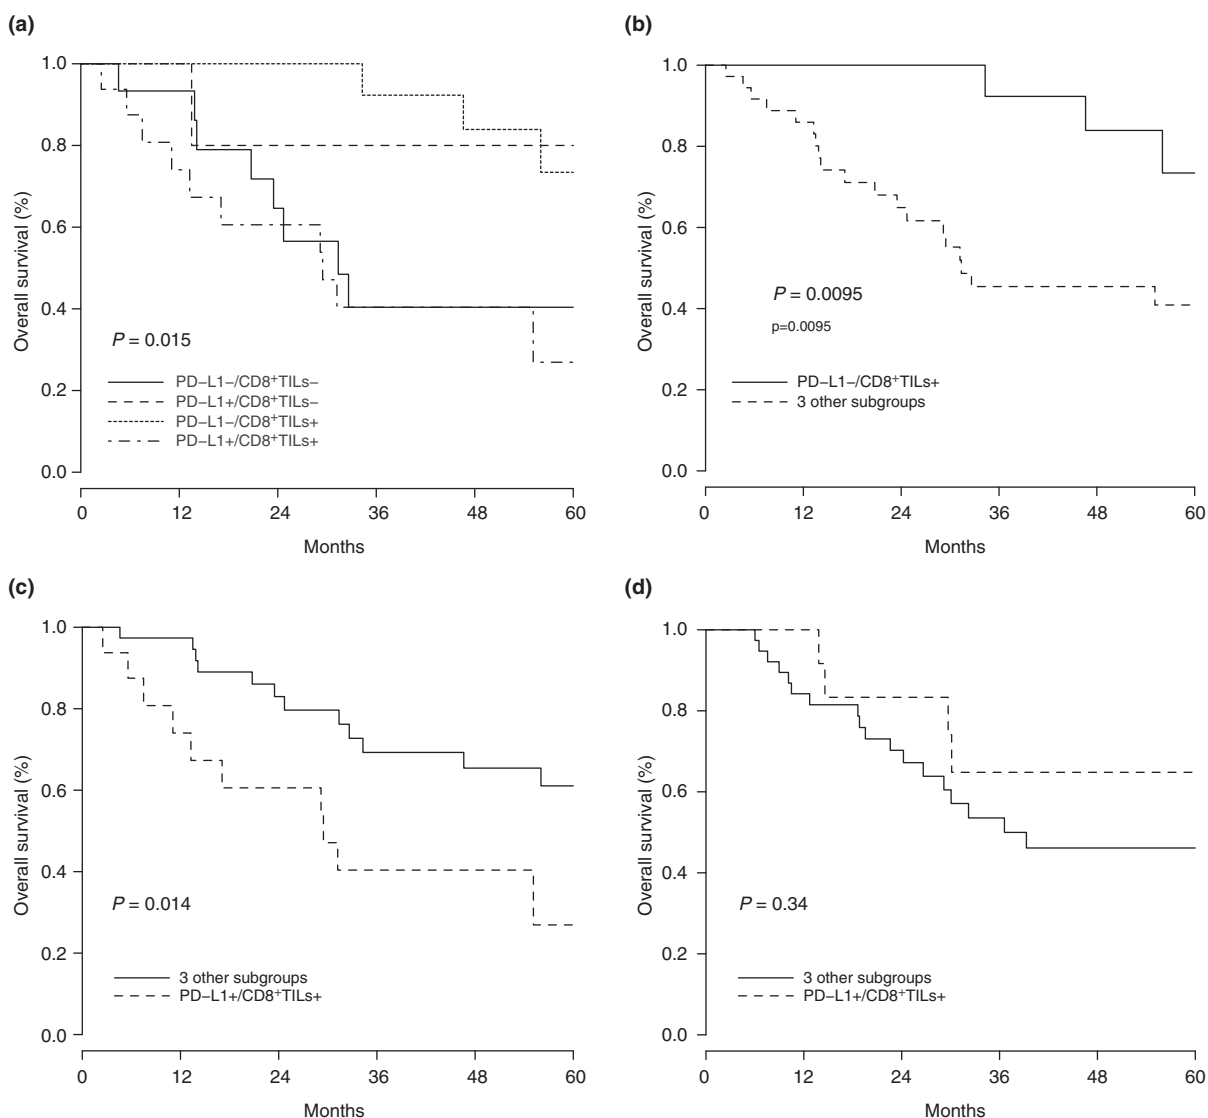 (a)
1.0
0.8
0.6
0.4
0.2
0.0
Overall survival (%)
P = 0.015
PD–L1–/CD8+TILs–
PD–L1+/CD8+TILs–
PD–L1–/CD8+TILs+
PD–L1+/CD8+TILs+
0 12 24 36 48 60
Months
(b)
1.0
0.8
0.6
0.4
0.2
0.0
Overall survival (%)
P = 0.0095
p=0.0095
PD–L1–/CD8+TILs+
3 other subgroups
0 12 24 36 48 60
Months
(c)
1.0
0.8
0.6
0.4
0.2
0.0
Overall survival (%)
P = 0.014
3 other subgroups
PD–L1+/CD8+TILs+
0 12 24 36 48 60
Months
(d)
1.0
0.8
0.6
0.4
0.2
0.0
Overall survival (%)
P = 0.34
3 other subgroups
PD–L1+/CD8+TILs+
0 12 24 36 48 60
Months